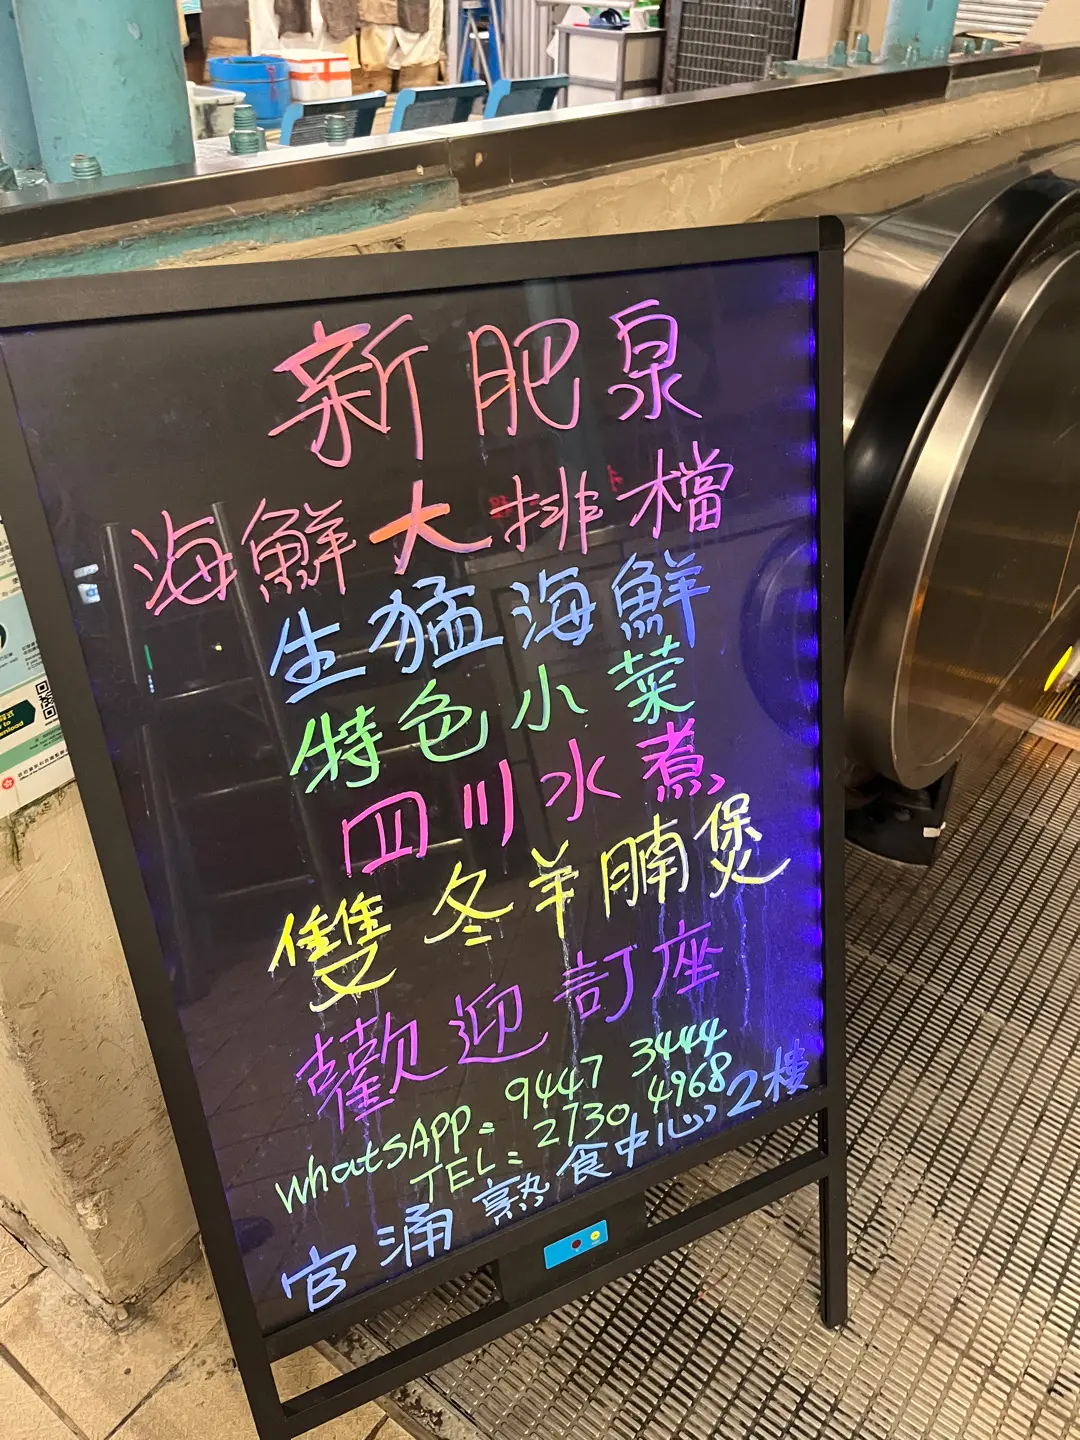 新肥泉
海鮮大排檔
生猛海鮮
特色小菜
四川水煮
雙冬羊腩煲
歡迎訂座
WhatsAPP: 9447 3444
TEL: 2730 4968
官涌熟食中心2樓